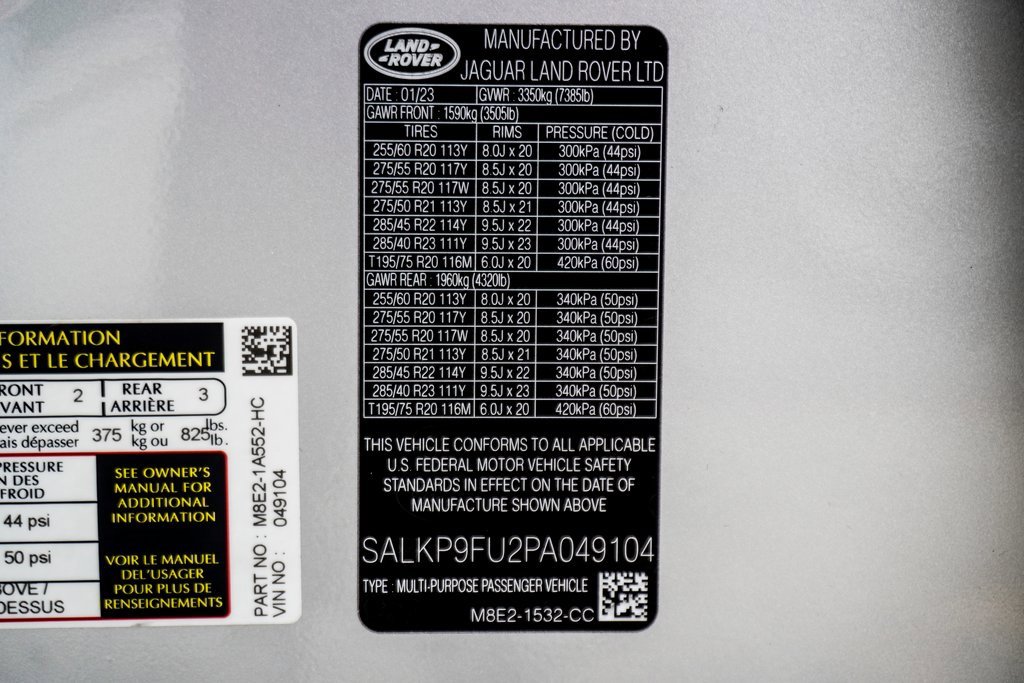 LAND-
-ROVER
MANUFACTURED BY
JAGUAR LAND ROVER LTD
DATE : 01/23 GVWR : 3350kg (7385lb)
GAWR FRONT : 1590kg (3505lb)
TIRES RIMS PRESSURE (COLD)
255/60 R20 113Y 8.0J x 20 300kPa (44psi)
275/55 R20 117Y 8.5J x 20 300kPa (44psi)
275/55 R20 117W 8.5J x 20 300kPa (44psi)
275/50 R21 113Y 8.5J x 21 300kPa (44psi)
285/45 R22 114Y 9.5J x 22 300kPa (44psi)
285/40 R23 111Y 9.5J x 23 300kPa (44psi)
T195/75 R20 116M 6.0J x 20 420kPa (60psi)
GAWR REAR : 1960kg (4320lb)
255/60 R20 113Y 8.0J x 20 340kPa (50psi)
275/55 R20 117Y 8.5J x 20 340kPa (50psi)
275/55 R20 117W 8.5J x 20 340kPa (50psi)
275/50 R21 113Y 8.5J x 21 340kPa (50psi)
285/45 R22 114Y 9.5J x 22 340kPa (50psi)
285/40 R23 111Y 9.5J x 23 340kPa (50psi)
T195/75 R20 116M 6.0J x 20 420kPa (60psi)
THIS VEHICLE CONFORMS TO ALL APPLICABLE
U.S. FEDERAL MOTOR VEHICLE SAFETY
STANDARDS IN EFFECT ON THE DATE OF
MANUFACTURE SHOWN ABOVE
SALKP9FU2PA049104
TYPE : MULTI-PURPOSE PASSENGER VEHICLE
M8E2-1532-CC
FORMATION
S ET LE CHARGEMENT
RONT 2 REAR 3
VANT ARRIÈRE
ever exceed 375 kg or 825 lbs.
ais dépasser kg ou lb.
PRESSURE
N DES
FROID
44 psi
50 psi
BOVE /
DESSUS
SEE OWNER'S
MANUAL FOR
ADDITIONAL
INFORMATION
VOIR LE MANUEL
DEL'USAGER
POUR PLUS DE
RENSEIGNEMENTS
PART NO : M8E2-1A552-HC
VIN NO : 049104